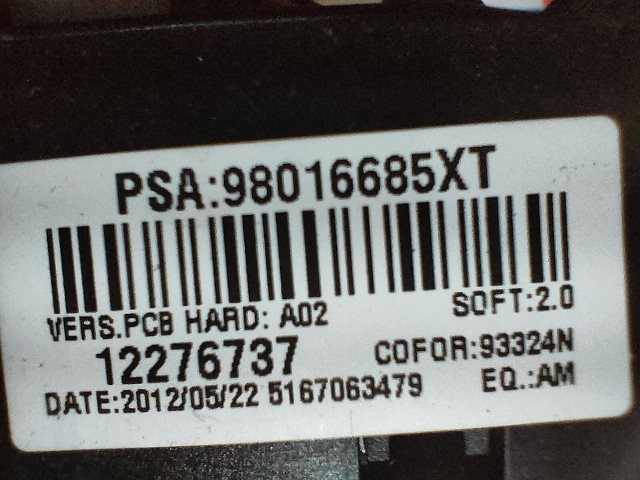 PSA:98016685XT
VERS.PCB HARD: A02 SOFT:2.0
12276737 COFOR:93324N
DATE:2012/05/22 5167063479 EQ.:AM